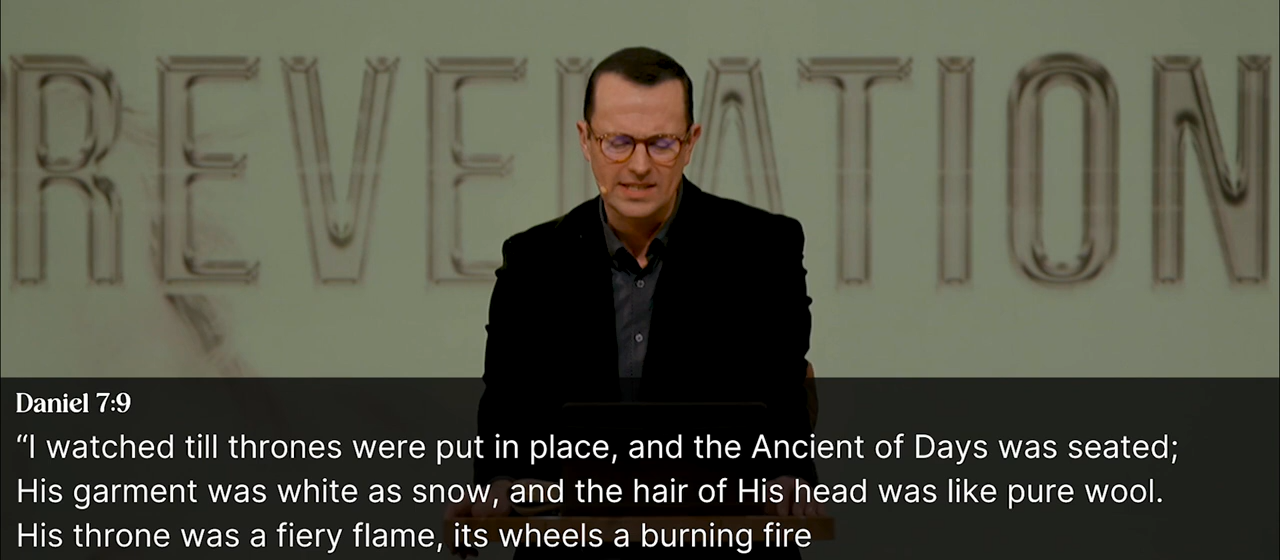 REVELATION
Daniel 7:9
“I watched till thrones were put in place, and the Ancient of Days was seated;
His garment was white as snow, and the hair of His head was like pure wool.
His throne was a fiery flame, its wheels a burning fire